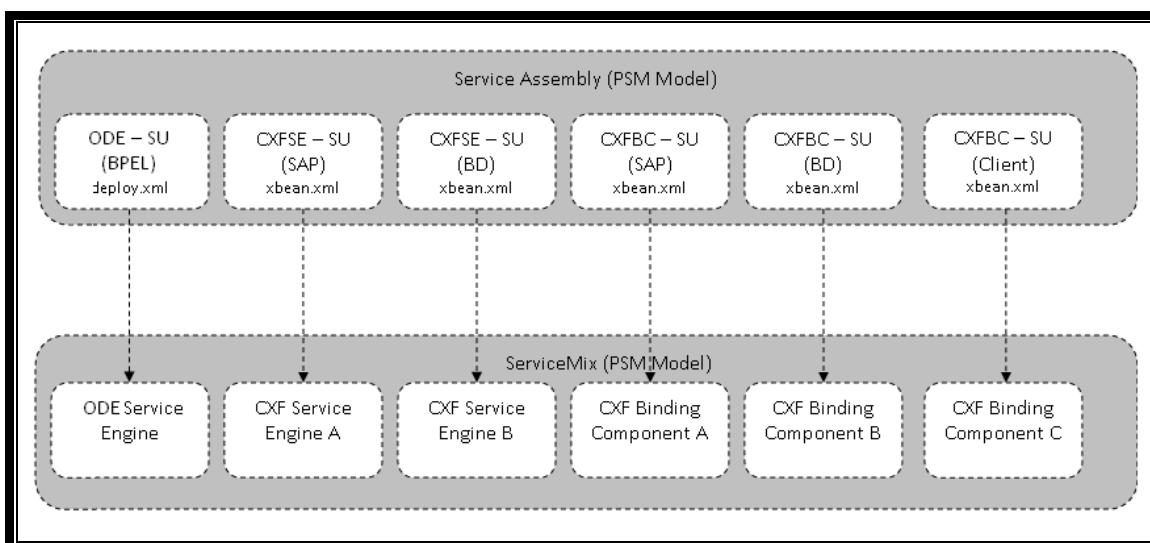 Service Assembly (PSM Model)
ODE – SU
(BPEL)
deploy.xml
CXFSE – SU
(SAP)
xbean.xml
CXFSE – SU
(BD)
xbean.xml
CXFBC – SU
(SAP)
xbean.xml
CXFBC – SU
(BD)
xbean.xml
CXFBC – SU
(Client)
xbean.xml
ServiceMix (PSM Model)
ODE Service
Engine
CXF Service
Engine A
CXF Service
Engine B
CXF Binding
Component A
CXF Binding
Component B
CXF Binding
Component C